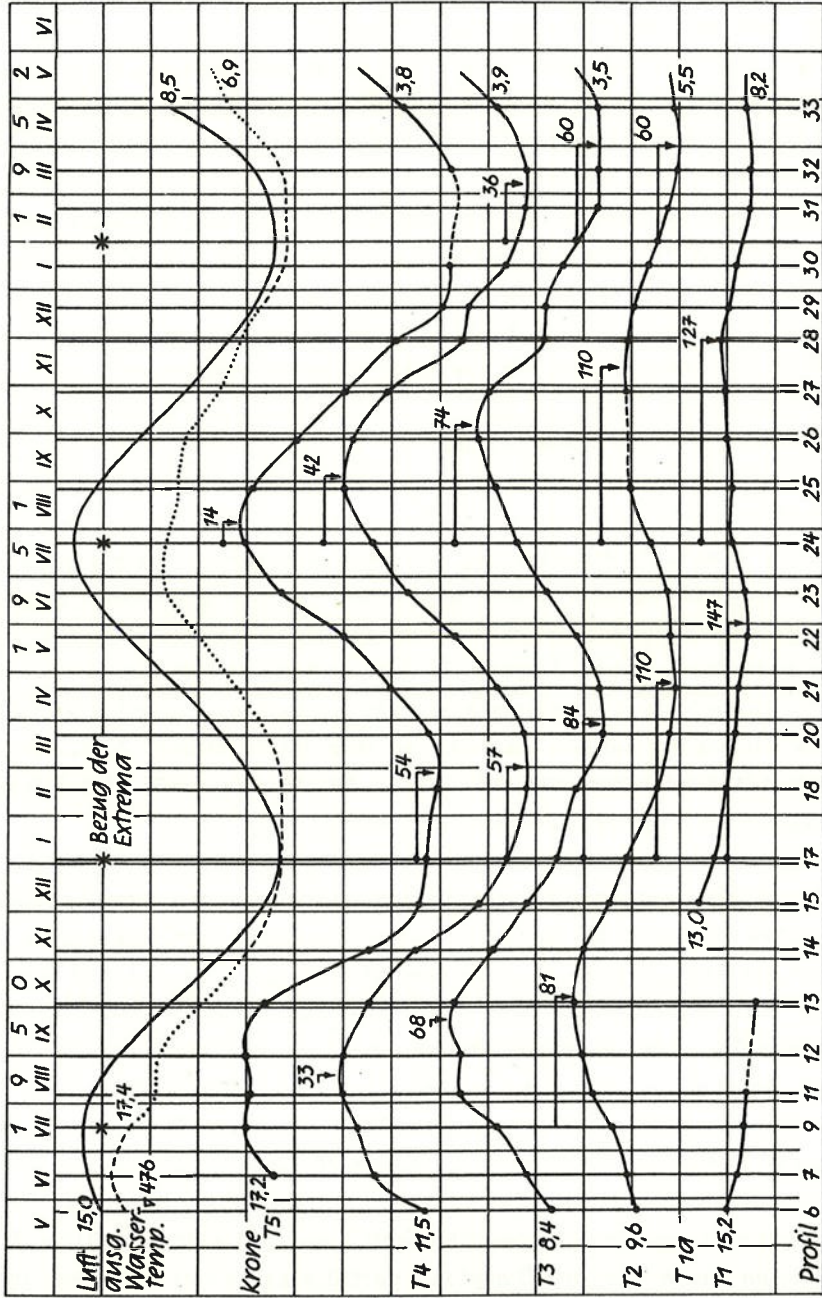 1 9 5 0 1 9 5 1 1 9 5 2
V VI VII VIII IX X XI XII I II III IV V VI VII VIII IX X XI XII I II III IV V VI
Luft 15,0
8,5
ausg.
Wasser-
temp.
∇476
17,4
6,9
* Bezug der
Extrema
Krone 17,2
T5
54
14
3,8
T4 11,5
33
57
42
36
3,9
T3 8,4
68
84
74
60
3,5
T2 9,6
81
110
110
60
5,5
T1a
13,0
T1 15,2
147
127
8,2
Profil 6 7 9 11 12 13 14 15 17 18 20 21 22 23 24 25 26 27 28 29 30 31 32 33